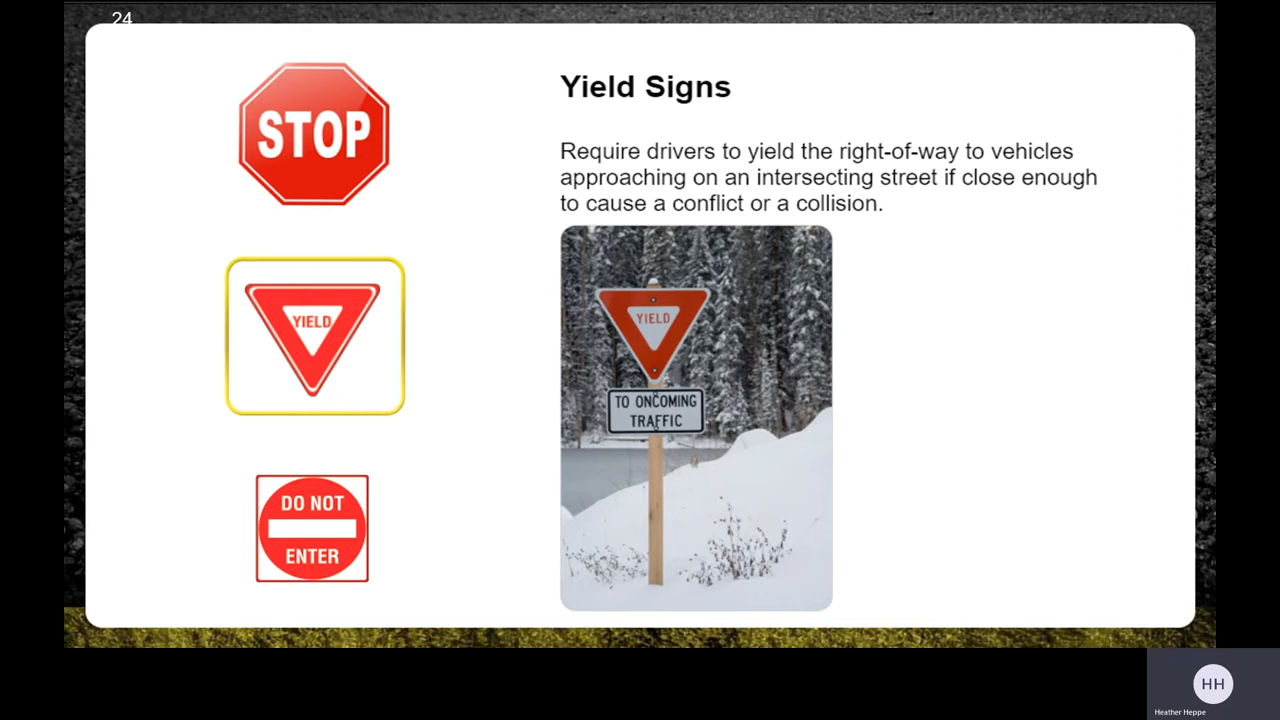 24
STOP
YIELD
DO NOT
ENTER
Yield Signs
Require drivers to yield the right-of-way to vehicles
approaching on an intersecting street if close enough
to cause a conflict or a collision.
YIELD
TO ONCOMING
TRAFFIC
HH
Heather Heppe